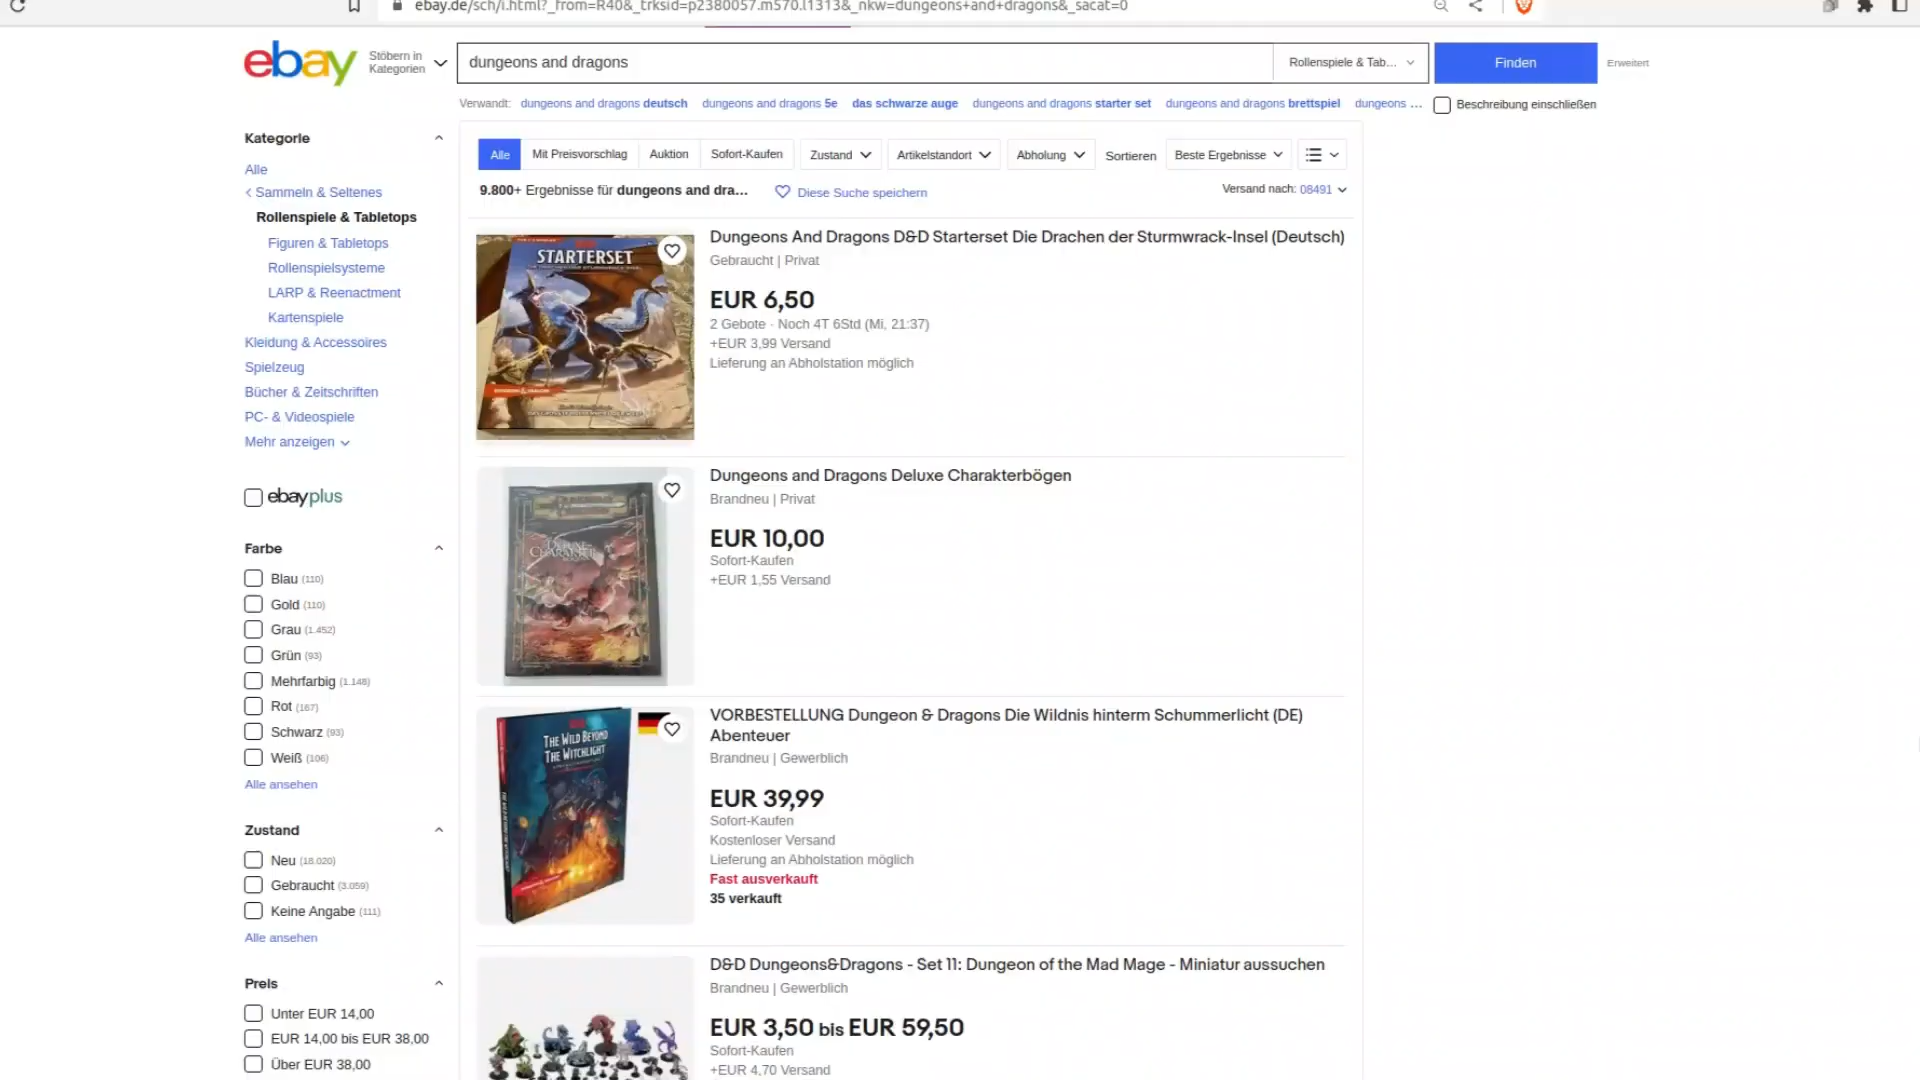 ebay.de/sch/i.html?_from=R40&_trksid=p2380057.m570.l1313&_nkw=dungeons+and+dragons&_sacat=0
ebay
Stöbern in
Kategorien
dungeons and dragons
Rollenspiele & Tab...
Finden
Erweitert
Verwandt: dungeons and dragons deutsch dungeons and dragons 5e das schwarze auge dungeons and dragons starter set dungeons and dragons brettspiel dungeons ...
Beschreibung einschließen
Kategorie
Alle
< Sammeln & Seltenes
Rollenspiele & Tabletops
Figuren & Tabletops
Rollenspielsysteme
LARP & Reenactment
Kartenspiele
Kleidung & Accessoires
Spielzeug
Bücher & Zeitschriften
PC- & Videospiele
Mehr anzeigen
ebayplus
Farbe
Blau (110)
Gold (110)
Grau (1.452)
Grün (93)
Mehrfarbig (1.148)
Rot (167)
Schwarz (93)
Weiß (106)
Alle ansehen
Zustand
Neu (18.020)
Gebraucht (3.059)
Keine Angabe (111)
Alle ansehen
Preis
Unter EUR 14,00
EUR 14,00 bis EUR 38,00
Über EUR 38,00
Alle Mit Preisvorschlag Auktion Sofort-Kaufen Zustand Artikelstandort Abholung Sortieren Beste Ergebnisse
9.800+ Ergebnisse für dungeons and dra... Diese Suche speichern Versand nach: 08491
STARTERSET
Dungeons And Dragons D&D Starterset Die Drachen der Sturmwrack-Insel (Deutsch)
Gebraucht | Privat
EUR 6,50
2 Gebote · Noch 4T 6Std (Mi, 21:37)
+EUR 3,99 Versand
Lieferung an Abholstation möglich
Dungeons and Dragons Deluxe Charakterbögen
Brandneu | Privat
EUR 10,00
Sofort-Kaufen
+EUR 1,55 Versand
THE WILD BEYOND
THE WITCHLIGHT
VORBESTELLUNG Dungeon & Dragons Die Wildnis hinterm Schummerlicht (DE)
Abenteuer
Brandneu | Gewerblich
EUR 39,99
Sofort-Kaufen
Kostenloser Versand
Lieferung an Abholstation möglich
Fast ausverkauft
35 verkauft
D&D Dungeons&Dragons - Set 11: Dungeon of the Mad Mage - Miniatur aussuchen
Brandneu | Gewerblich
EUR 3,50 bis EUR 59,50
Sofort-Kaufen
+EUR 4,70 Versand